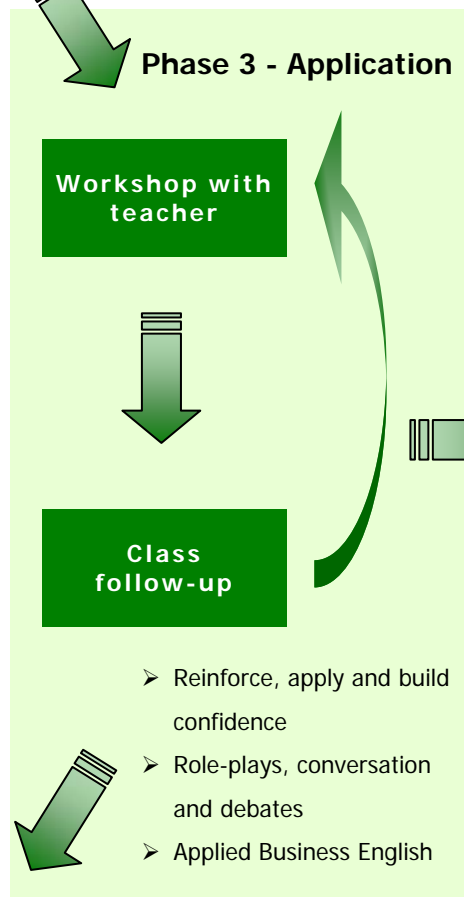 Phase 3 - Application
Workshop with
teacher
Class
follow-up
➢ Reinforce, apply and build
confidence
➢ Role-plays, conversation
and debates
➢ Applied Business English